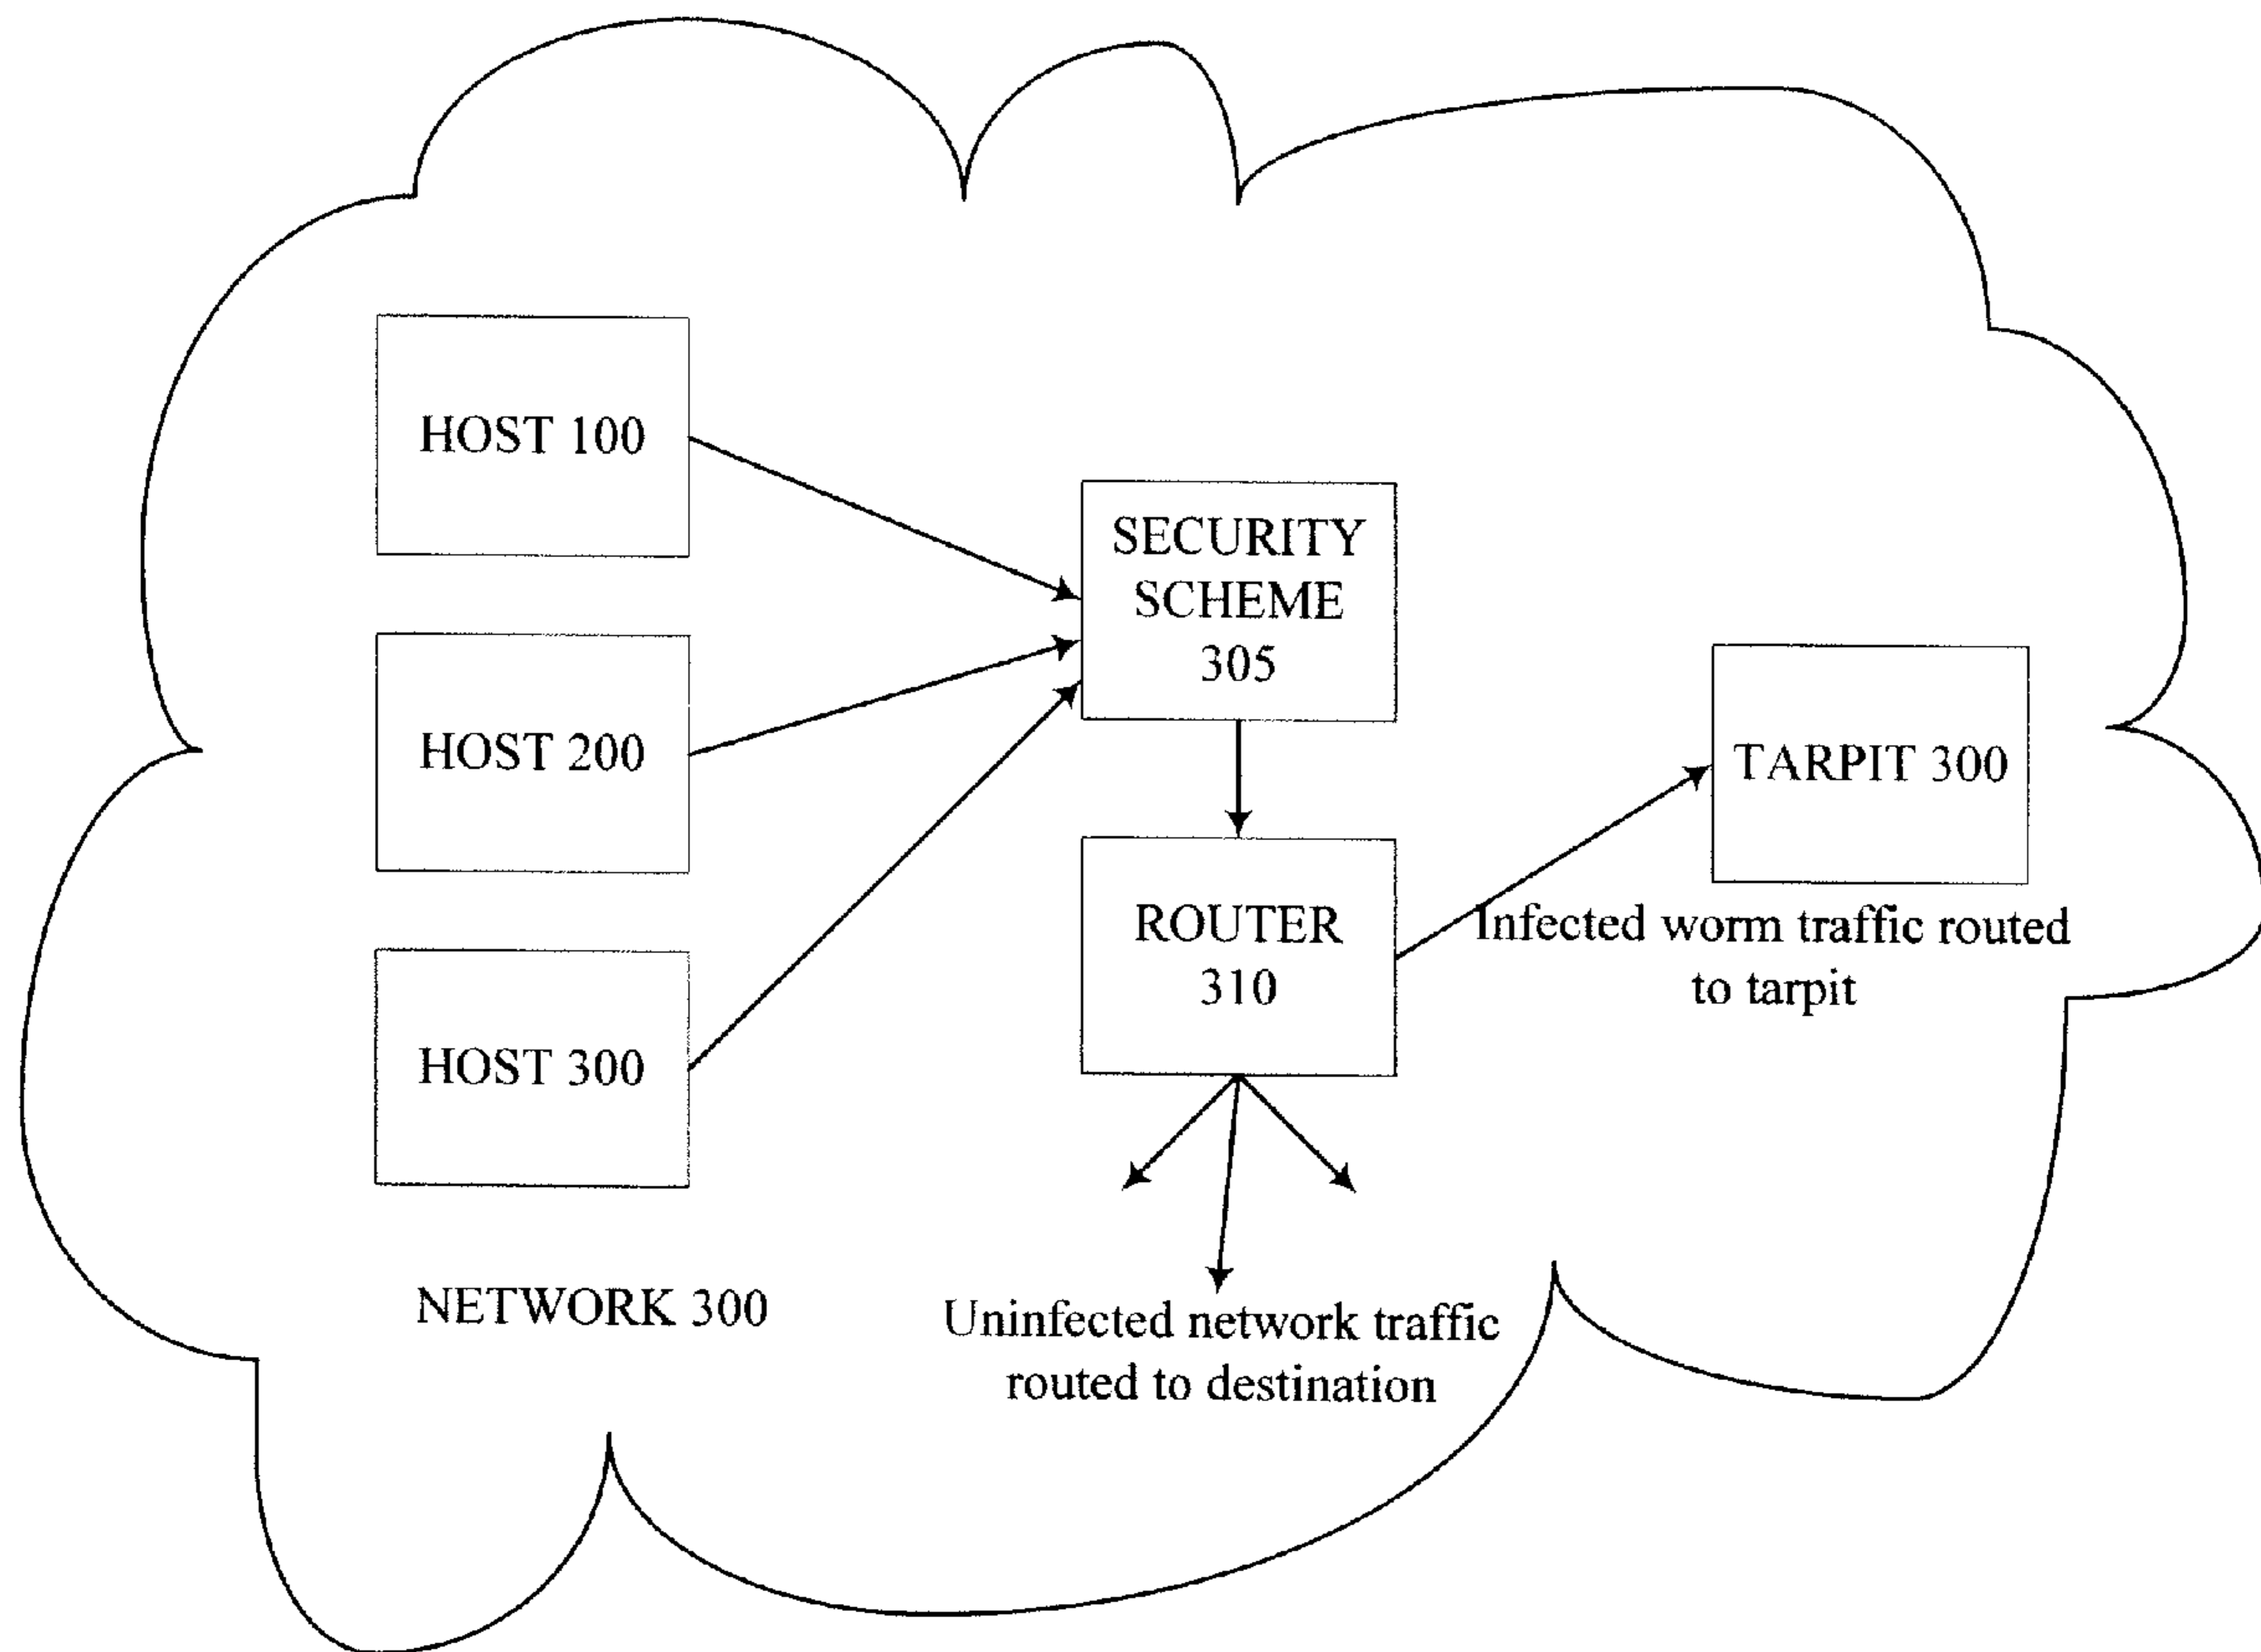 HOST 100
SECURITY
SCHEME
305
HOST 200
TARPIT 300
ROUTER
310
Infected worm traffic routed
to tarpit
HOST 300
NETWORK 300
Uninfected network traffic
routed to destination